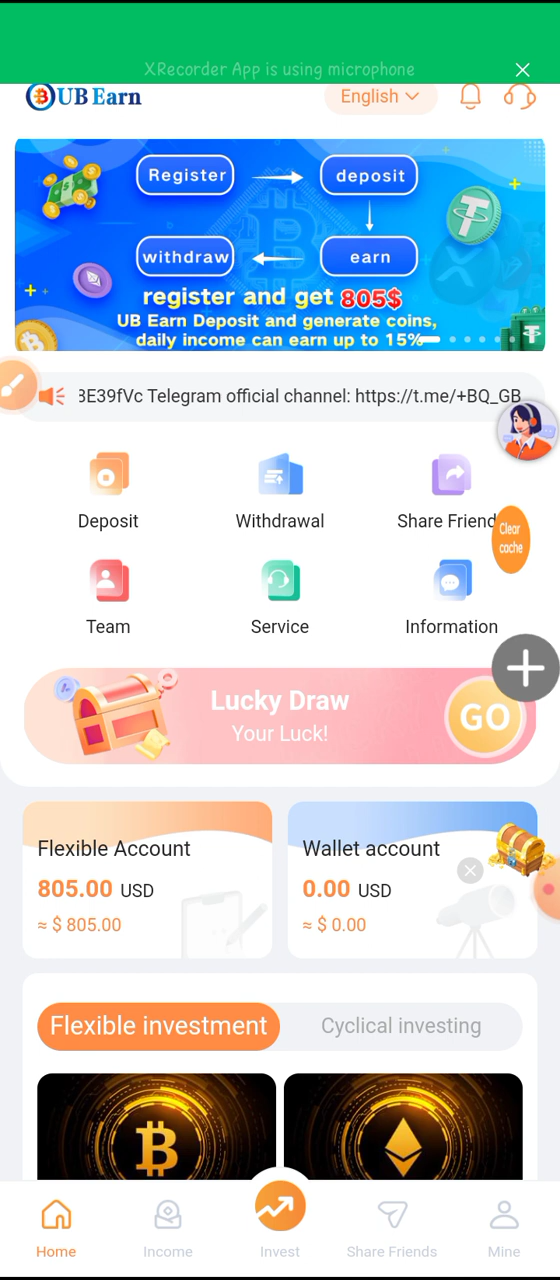 XRecorder App is using microphone
UB Earn
English
Register
deposit
withdraw
earn
register and get 805$
UB Earn Deposit and generate coins,
daily income can earn up to 15%
3E39fVc Telegram official channel: https://t.me/+BQ_GB
Deposit
Withdrawal
Share Friend
Clear
cache
Team
Service
Information
Lucky Draw
Your Luck!
GO
Flexible Account
805.00 USD
≈ $ 805.00
Wallet account
0.00 USD
≈ $ 0.00
Flexible investment
Cyclical investing
Home
Income
Invest
Share Friends
Mine